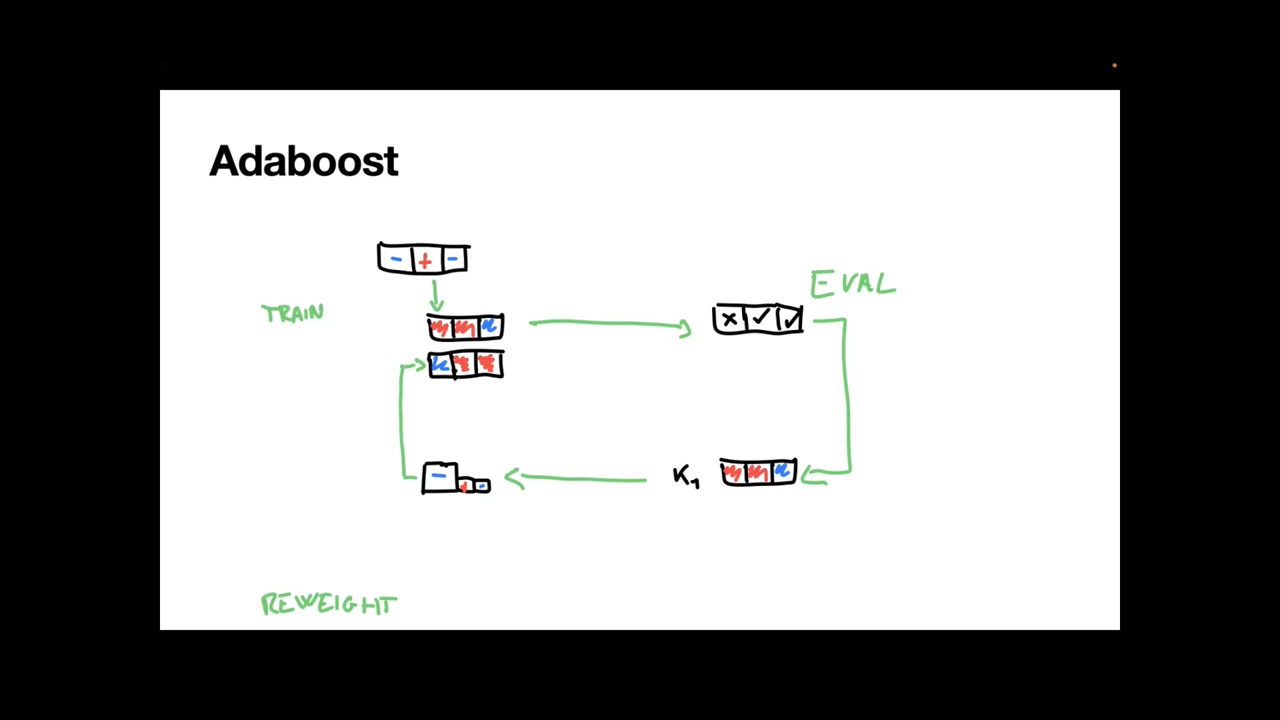 Adaboost
- + -
TRAIN
EVAL
x ✓ ✓
K₁
- + -
REWEIGHT